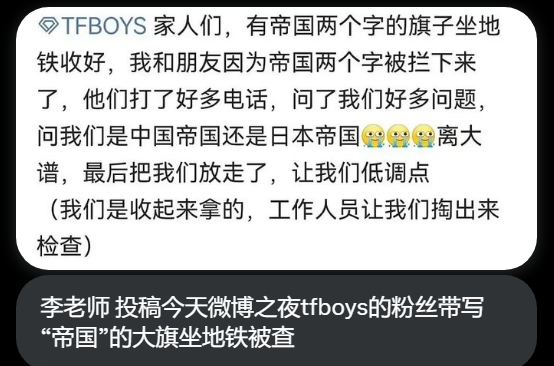 TFBOYS 家人们，有帝国两个字的旗子坐地
铁收好，我和朋友因为帝国两个字被拦下来
了，他们打了好多电话，问了我们好多问题，
问我们是中国帝国还是日本帝国😭😭😭离大
谱，最后把我们放走了，让我们低调点
（我们是收起来拿的，工作人员让我们掏出来
检查）
李老师 投稿今天微博之夜tfboys的粉丝带写
“帝国”的大旗坐地铁被查